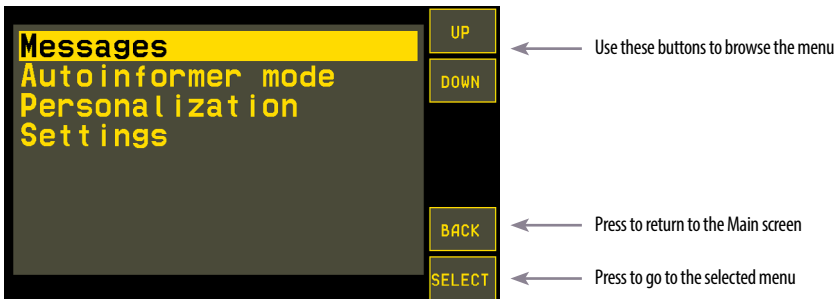 Messages
Autoinformer mode
Personalization
Settings
UP
DOWN
BACK
SELECT
Use these buttons to browse the menu
Press to return to the Main screen
Press to go to the selected menu